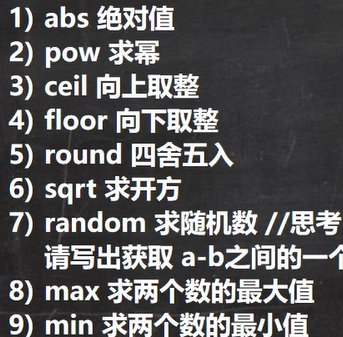 1) abs 绝对值
2) pow 求幂
3) ceil 向上取整
4) floor 向下取整
5) round 四舍五入
6) sqrt 求开方
7) random 求随机数 //思考
请写出获取 a-b之间的一个
8) max 求两个数的最大值
9) min 求两个数的最小值